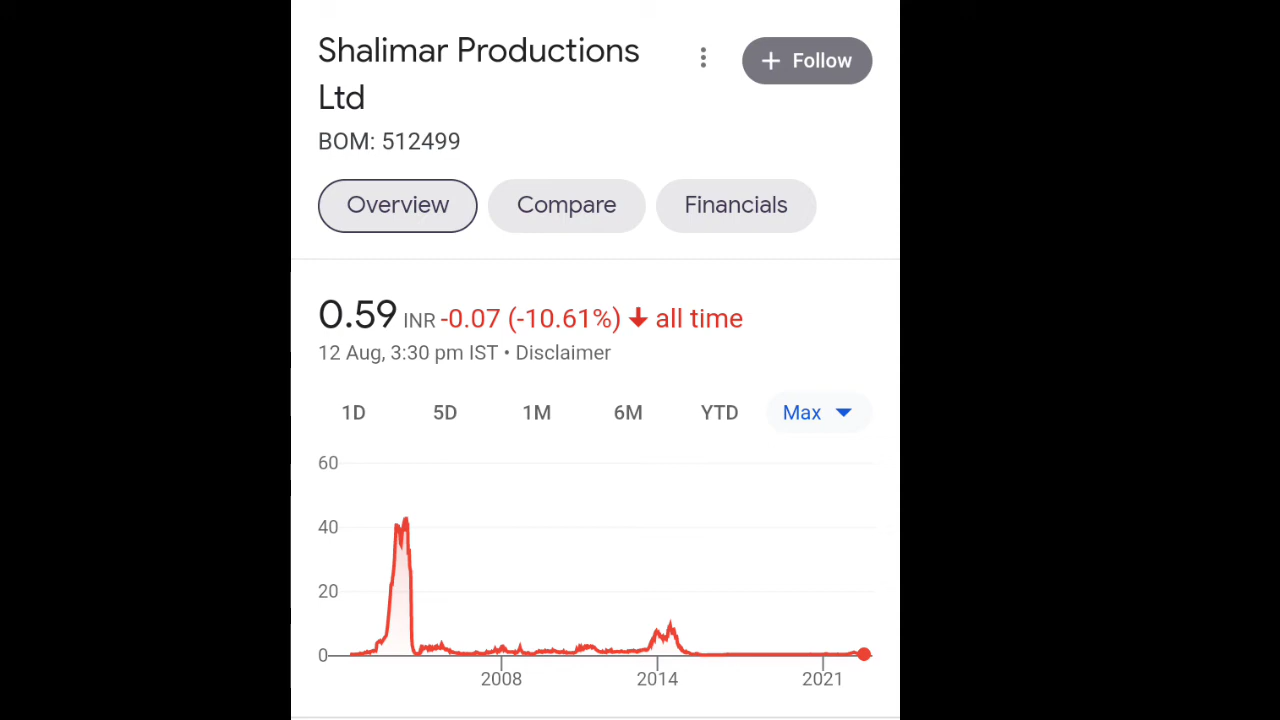 Shalimar Productions
Ltd
+ Follow
BOM: 512499
Overview
Compare
Financials
0.59 INR -0.07 (-10.61%) ↓ all time
12 Aug, 3:30 pm IST • Disclaimer
1D 5D 1M 6M YTD Max
60
40
20
0
2008 2014 2021